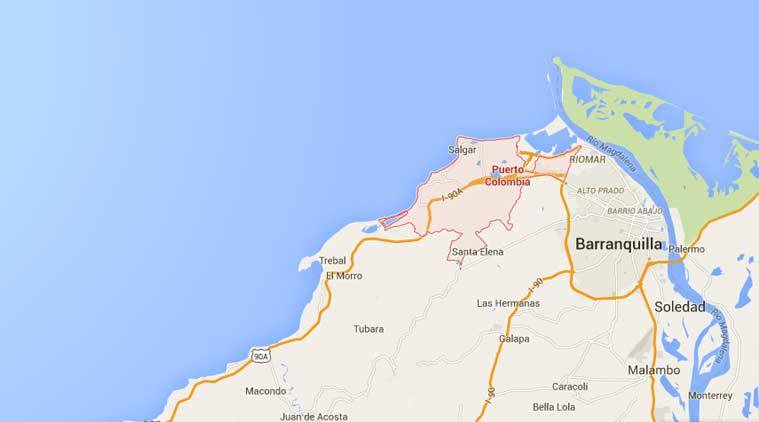 Rio Magdalena
Salgar
RIOMAR
Puerto
Colombia
I-90A
ALTO PRADO
BARRIO ABAJO
Barranquilla
Palermo
Santa Elena
Trebal
El Morro
I-90
Las Hermanas
Soledad
Rio Magdalena
Tubara
Galapa
90A
Malambo
Macondo
Caracolí
Monterrey
I-90
Juan de Acosta
Bella Lola